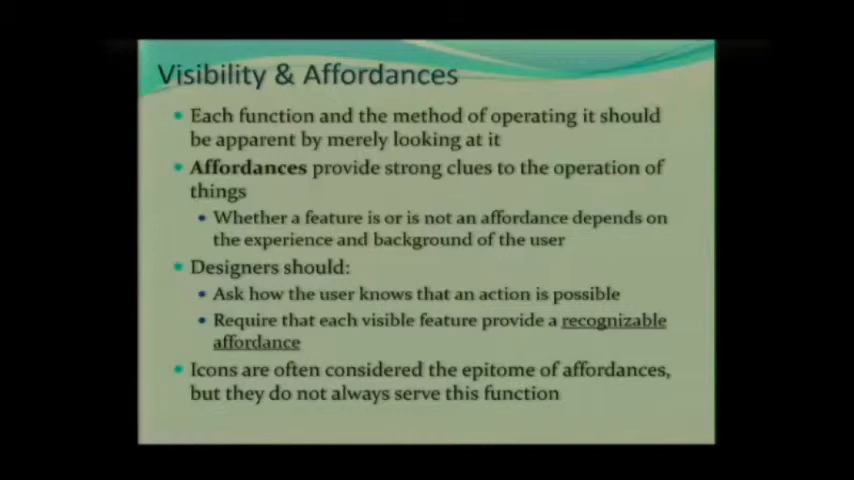 Visibility & Affordances
Each function and the method of operating it should
be apparent by merely looking at it
Affordances provide strong clues to the operation of
things
Whether a feature is or is not an affordance depends on
the experience and background of the user
Designers should:
Ask how the user knows that an action is possible
Require that each visible feature provide a recognizable
affordance
Icons are often considered the epitome of affordances,
but they do not always serve this function